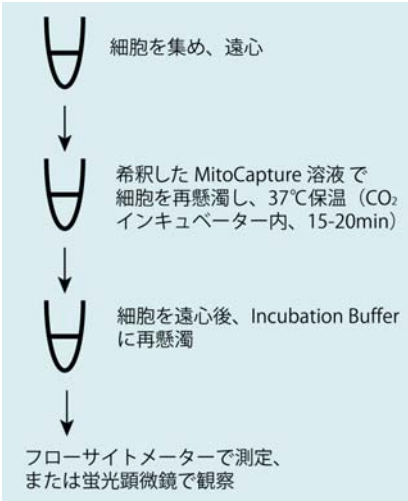 細胞を集め、遠心
希釈した MitoCapture 溶液 で
細胞を再懸濁し、37℃保温（CO₂
インキュベーター内、15-20min）
細胞を遠心後、Incubation Buffer
に再懸濁
フローサイトメーターで測定、
または蛍光顕微鏡で観察